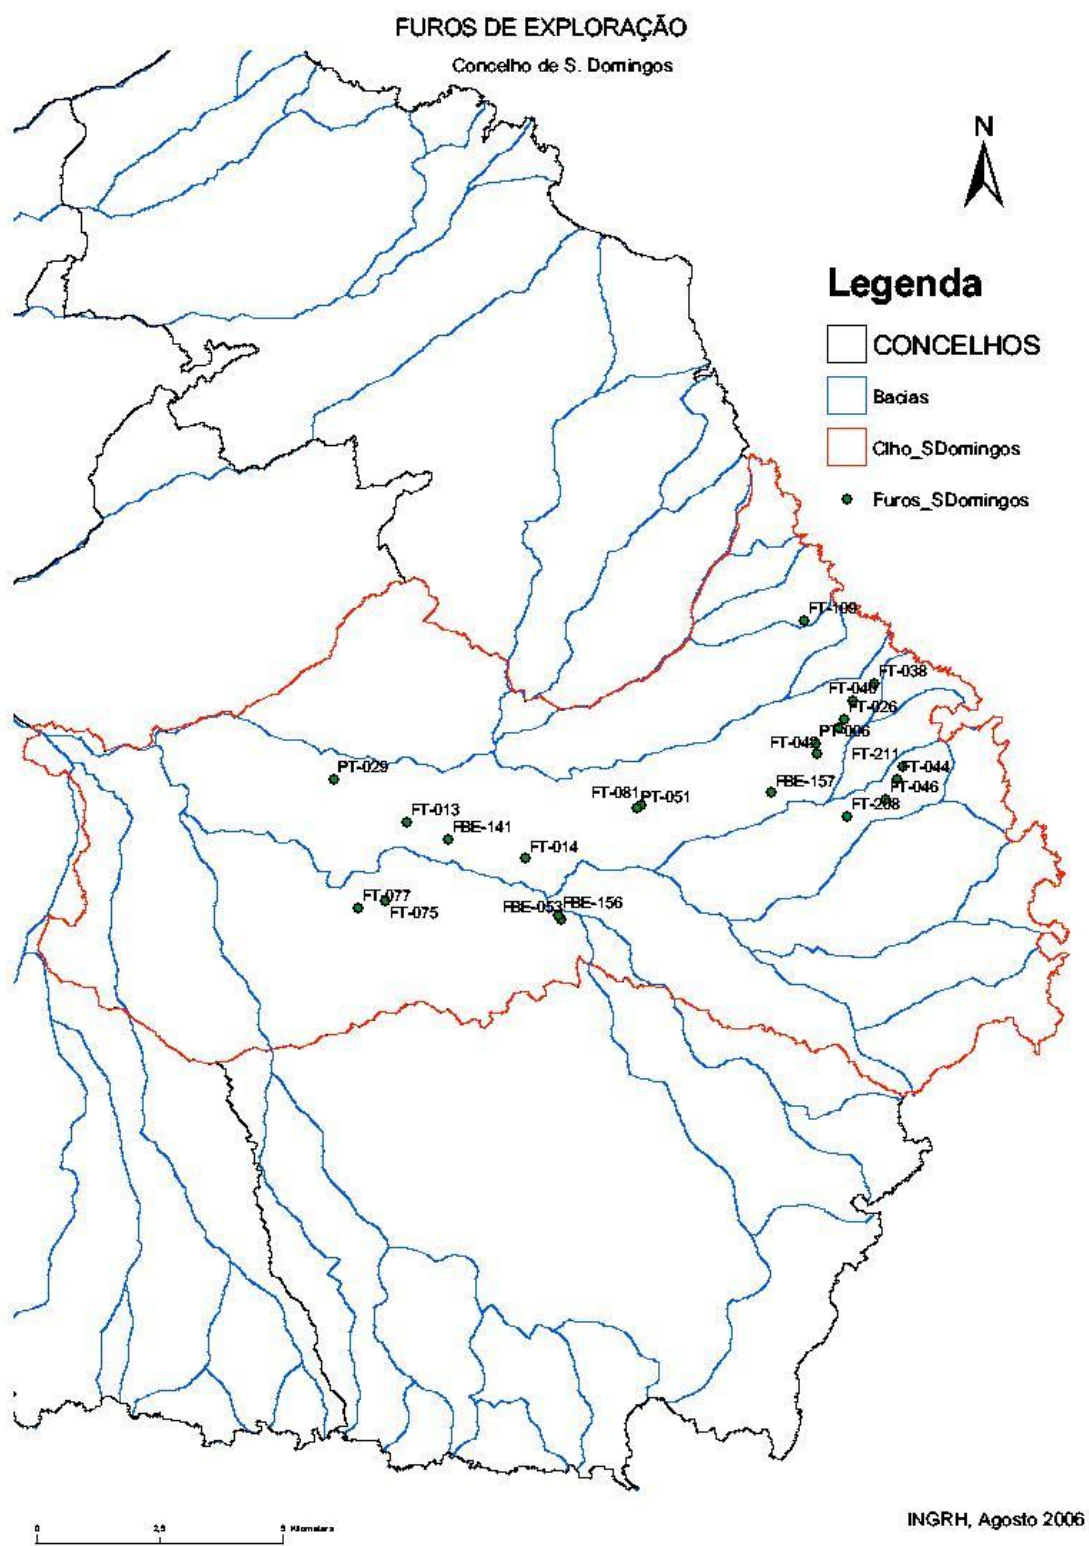 FUROS DE EXPLORAÇÃO
Concelho de S. Domingos
N
Legenda
CONCELHOS
Bacias
Clho_SDomingos
Furos_SDomingos
FT-109
FT-038
FT-040
FT-026
PT-006
FT-042
FT-211
FT-044
PT-029
FBE-157
FT-046
FT-081
PT-051
FT-208
FT-013
FBE-141
FT-014
FT-077
FBE-053
FBE-156
FT-075
INGRH, Agosto 2006
0 2,5 5 Kilometers